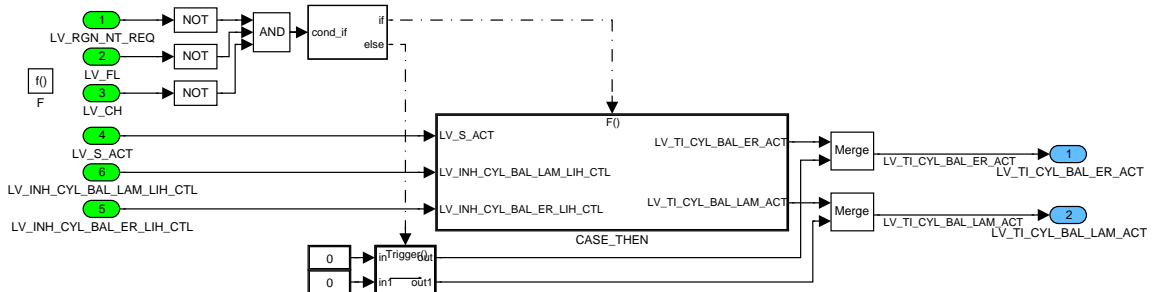 1
LV_RGN_NT_REQ
NOT
2
LV_FL
NOT
3
LV_CH
NOT
AND
cond_if
if
else
f()
F
4
LV_S_ACT
6
LV_INH_CYL_BAL_LAM_LIH_CTL
5
LV_INH_CYL_BAL_ER_LIH_CTL
F()
LV_S_ACT
LV_INH_CYL_BAL_LAM_LIH_CTL
LV_INH_CYL_BAL_ER_LIH_CTL
LV_TI_CYL_BAL_ER_ACT
LV_TI_CYL_BAL_LAM_ACT
CASE_THEN
Merge
LV_TI_CYL_BAL_ER_ACT
1
LV_TI_CYL_BAL_ER_ACT
Merge
LV_TI_CYL_BAL_LAM_ACT
2
LV_TI_CYL_BAL_LAM_ACT
0
0
Trigger()
in
out
in1
out1